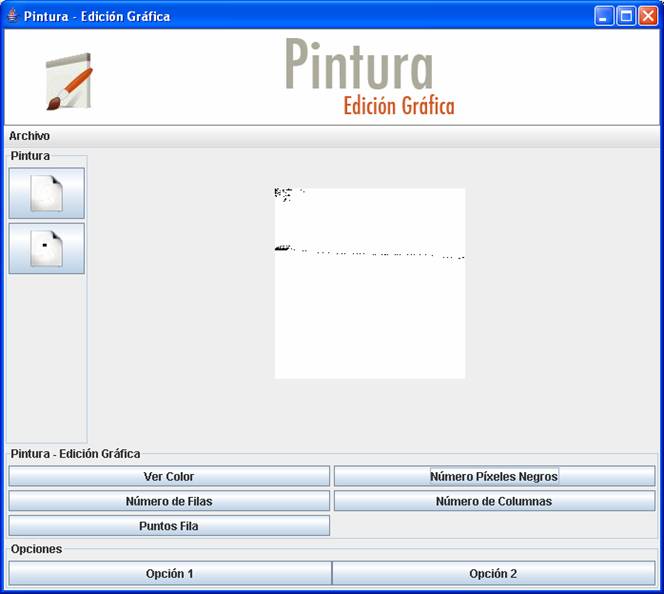 Pintura - Edición Gráfica
Pintura
Edición Gráfica
Archivo
Pintura
Pintura - Edición Gráfica
Ver Color
Número Píxeles Negros
Número de Filas
Número de Columnas
Puntos Fila
Opciones
Opción 1
Opción 2